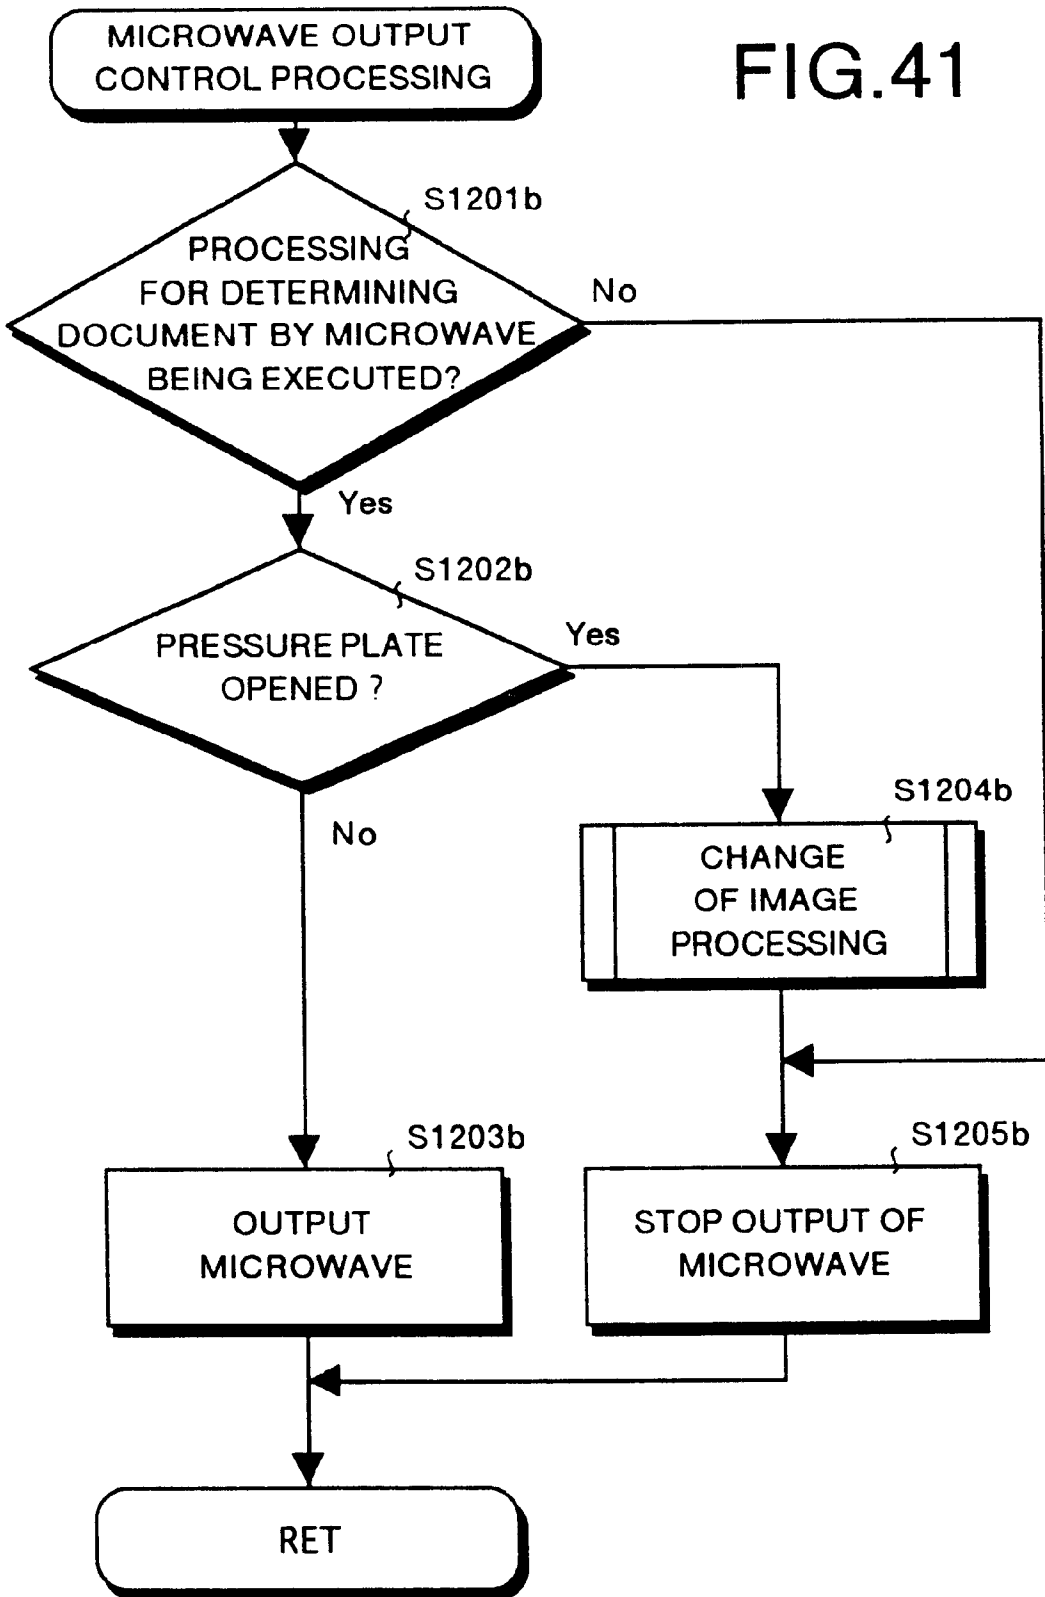 FIG.41
MICROWAVE OUTPUT
CONTROL PROCESSING
S1201b
PROCESSING
FOR DETERMINING
DOCUMENT BY MICROWAVE
BEING EXECUTED?
No
Yes
S1202b
PRESSURE PLATE
OPENED ?
Yes
No
S1204b
CHANGE
OF IMAGE
PROCESSING
S1203b
OUTPUT
MICROWAVE
S1205b
STOP OUTPUT OF
MICROWAVE
RET